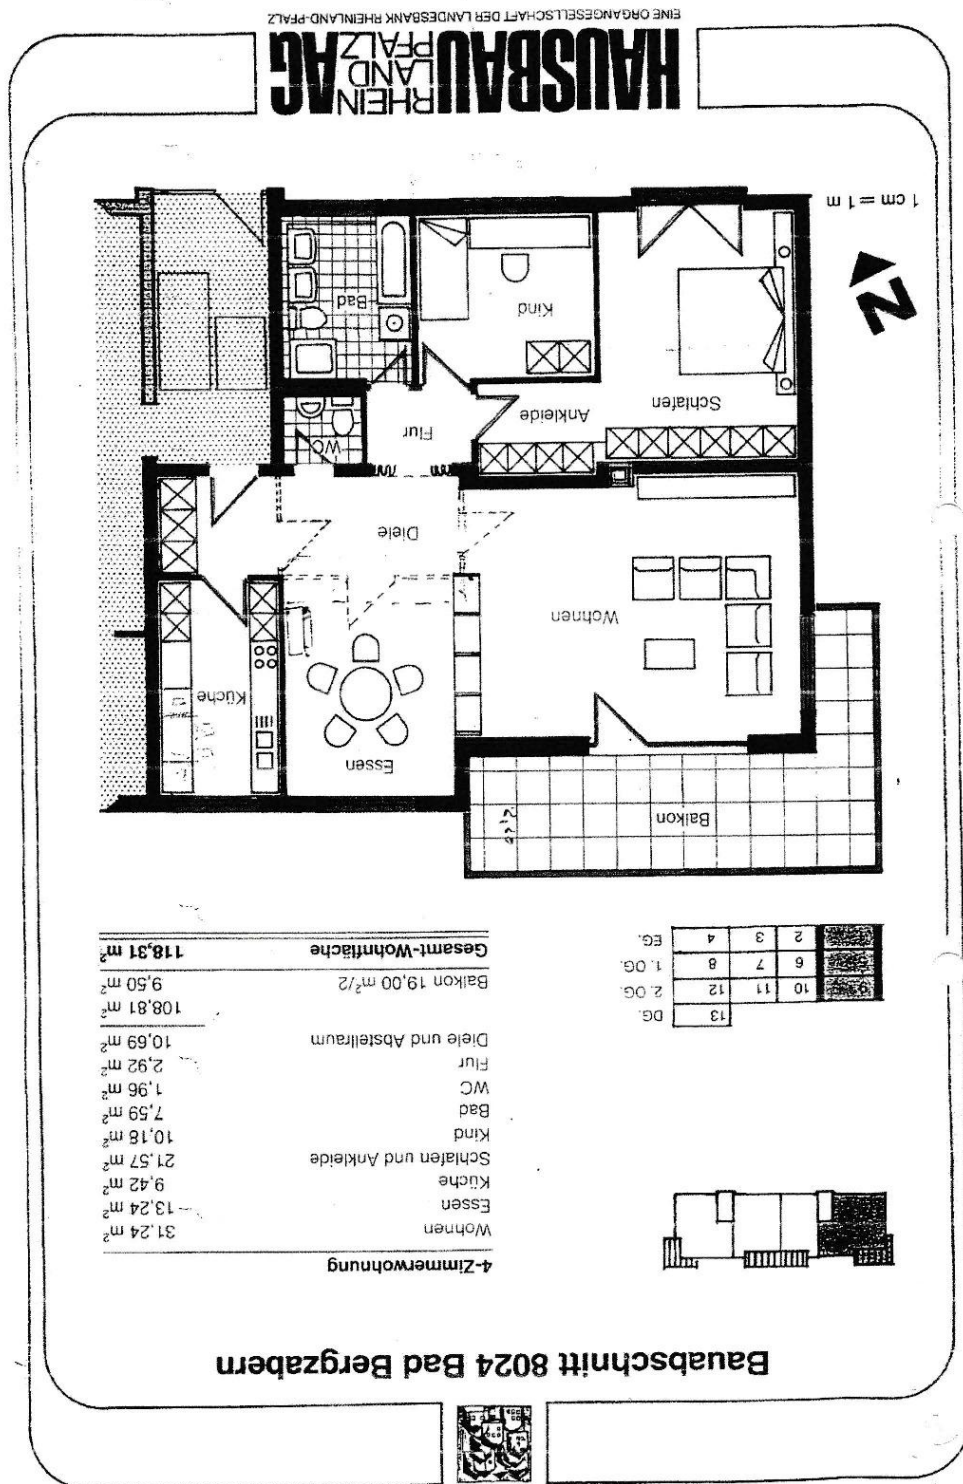 Bauabschnitt 8024 Bad Bergzabern
4-Zimmerwohnung
Wohnen 31,24 m²
Essen 13,24 m²
Küche 9,42 m²
Schlafen und Ankleide 21,57 m²
Kind 10,18 m²
Bad 7,59 m²
WC 1,96 m²
Flur 2,92 m²
Diele und Abstellraum 10,69 m²
108,81 m²
Balkon 19,00 m²/2 9,50 m²
Gesamt-Wohnfläche 118,31 m²
13 DG.
10 11 12 2. OG.
6 7 8 1. OG.
2 3 4 EG.
Balkon
Essen
Küche
Wohnen
Diele
WC
Flur
Ankleide
Schlafen
Kind
Bad
N
1 cm = 1 m
HAUSBAU RHEIN LAND PFALZ AG
EINE ORGANGESELLSCHAFT DER LANDESBANK RHEINLAND-PFALZ